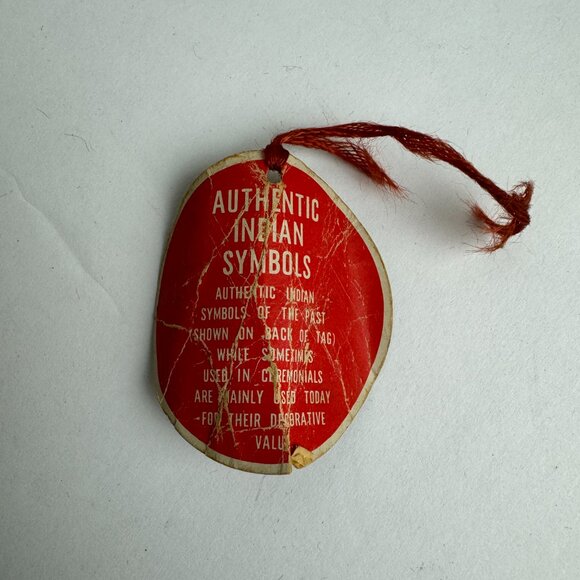 AUTHENTIC
INDIAN
SYMBOLS
AUTHENTIC INDIAN
SYMBOLS OF THE PAST
(SHOWN ON BACK OF TAG)
WHILE SOMETIMES
USED IN CEREMONIALS
ARE MAINLY USED TODAY
-FOR THEIR DECORATIVE
VALU